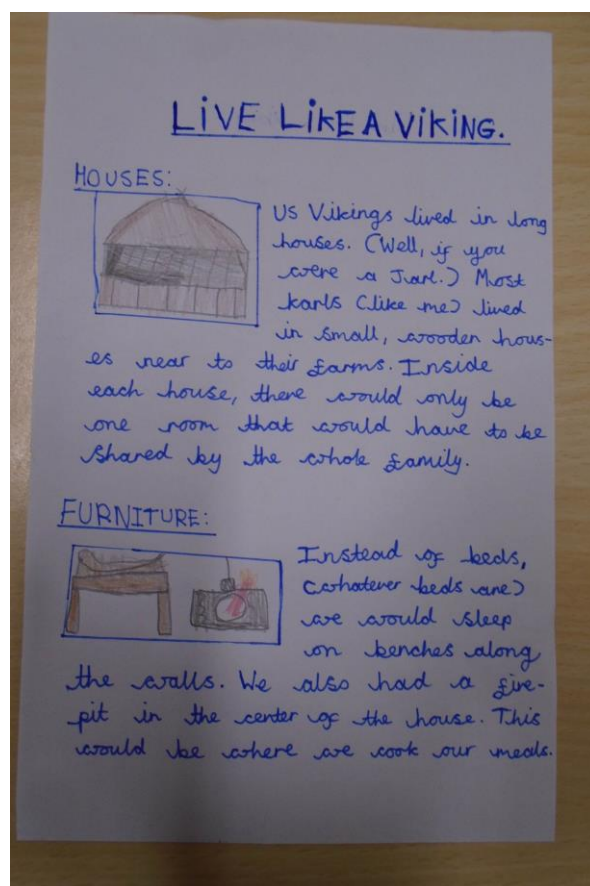 LIVE LIKE A VIKING.
HOUSES:
Us Vikings lived in long
houses. (Well, if you
were a Jarl.) Most
karls (like me) lived
in small, wooden hous-
es near to their farms. Inside
each house, there would only be
one room that would have to be
shared by the whole family.
FURNITURE:
Instead of beds,
(whatever beds are)
we would sleep
on benches along
the walls. We also had a fire-
pit in the center of the house. This
would be where we cook our meals.